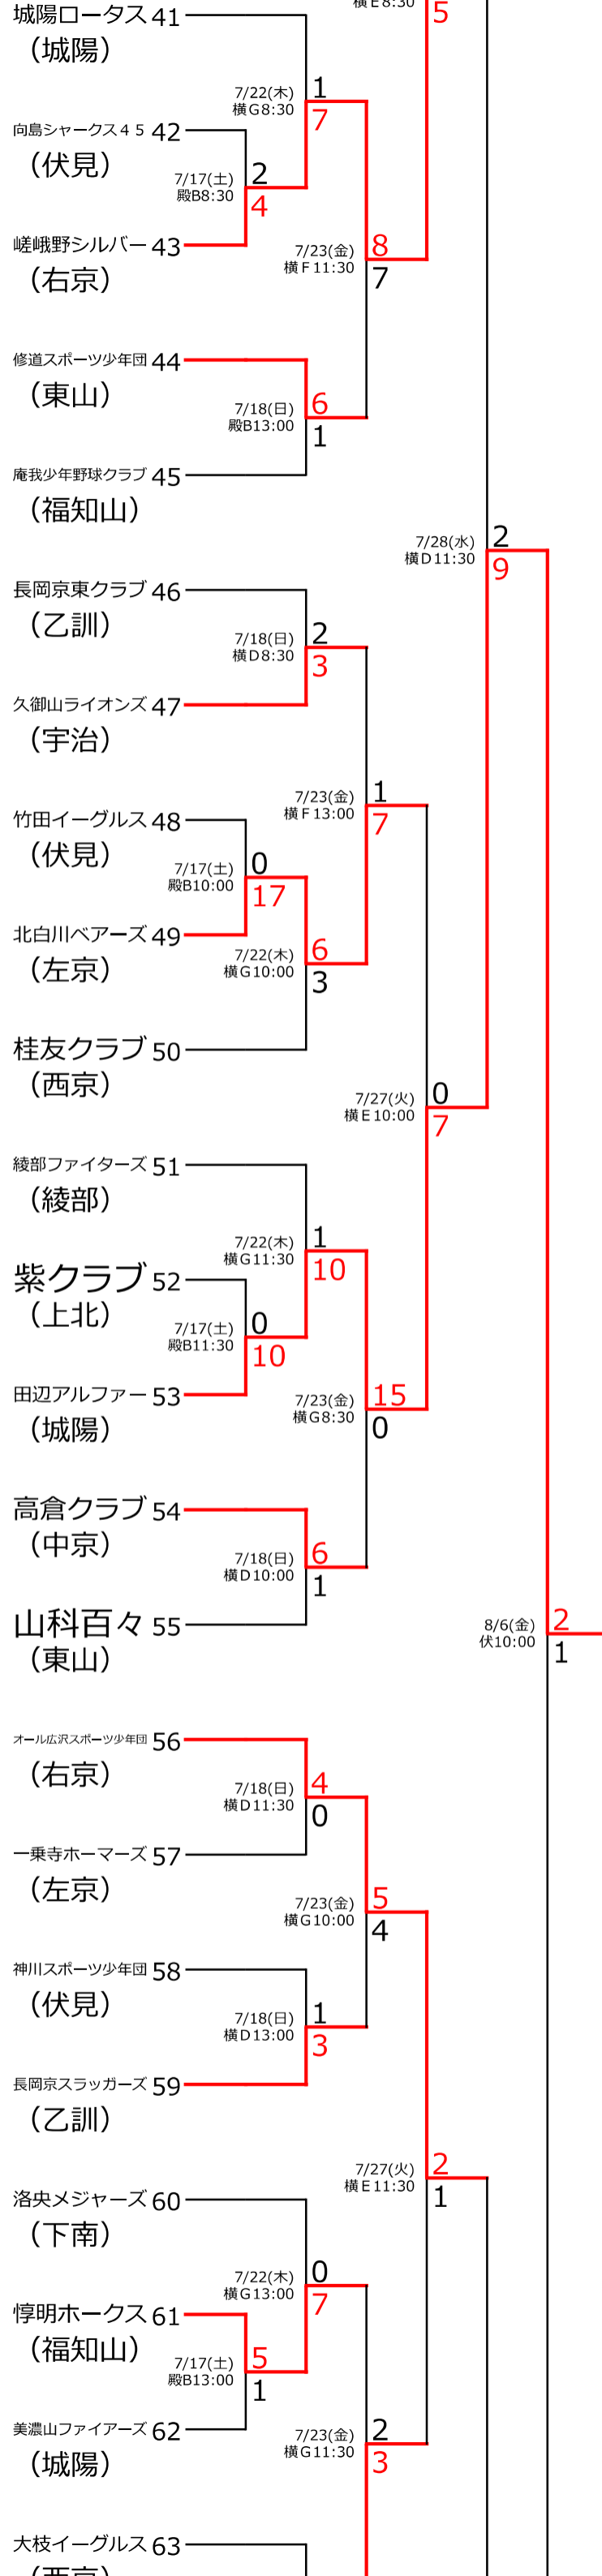 横E8:30
5
城陽ロータス 41
（城陽）
7/22(木)
横G8:30
1
7
向島シャークス４５ 42
（伏見）
7/17(土)
殿B8:30
2
4
嵯峨野シルバー 43
（右京）
7/23(金)
横F11:30
8
7
修道スポーツ少年団 44
（東山）
7/18(日)
殿B13:00
6
1
庵我少年野球クラブ 45
（福知山）
7/28(水)
横D11:30
2
9
長岡京東クラブ 46
（乙訓）
7/18(日)
横D8:30
2
3
久御山ライオンズ 47
（宇治）
7/23(金)
横F13:00
1
7
竹田イーグルス 48
（伏見）
7/17(土)
殿B10:00
0
17
北白川ベアーズ 49
（左京）
7/22(木)
横G10:00
6
3
桂友クラブ 50
（西京）
7/27(火)
横E10:00
0
7
綾部ファイターズ 51
（綾部）
7/22(木)
横G11:30
1
10
紫クラブ 52
（上北）
7/17(土)
殿B11:30
0
10
田辺アルファー 53
（城陽）
7/23(金)
横G8:30
15
0
高倉クラブ 54
（中京）
7/18(日)
横D10:00
6
1
山科百々 55
（東山）
8/6(金)
伏10:00
2
1
オール広沢スポーツ少年団 56
（右京）
7/18(日)
横D11:30
4
0
一乗寺ホーマーズ 57
（左京）
7/23(金)
横G10:00
5
4
神川スポーツ少年団 58
（伏見）
7/18(日)
横D13:00
1
3
長岡京スラッガーズ 59
（乙訓）
7/27(火)
横E11:30
2
1
洛央メジャーズ 60
（下南）
7/22(木)
横G13:00
0
7
惇明ホークス 61
（福知山）
7/17(土)
殿B13:00
5
1
美濃山ファイアーズ 62
（城陽）
7/23(金)
横G11:30
2
3
大枝イーグルス 63